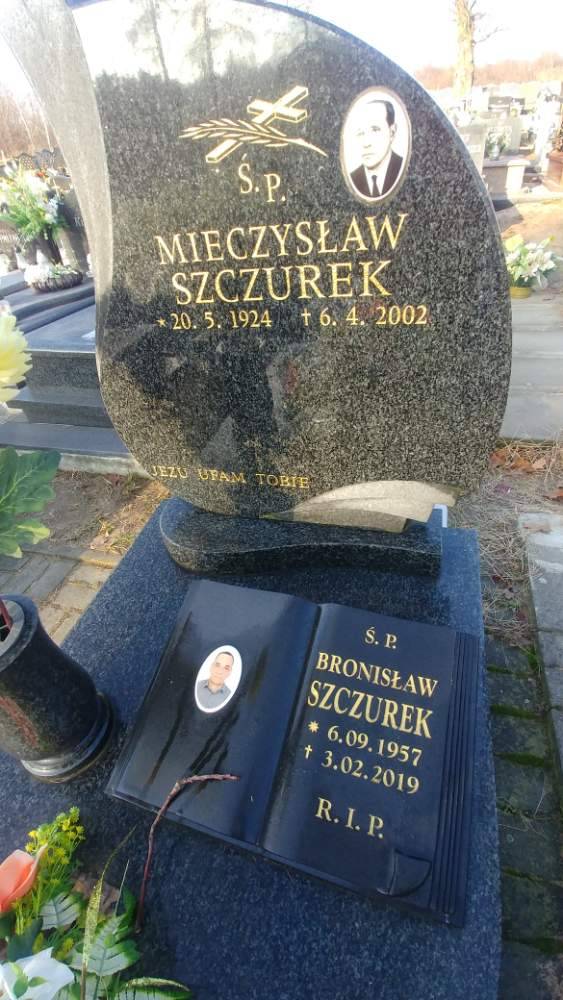 Ś. P.
MIECZYSŁAW
SZCZUREK
* 20. 5. 1924 † 6. 4. 2002
JEZU UFAM TOBIE
Ś. P.
BRONISŁAW
SZCZUREK
* 6.09.1957
† 3.02.2019
R. I. P.